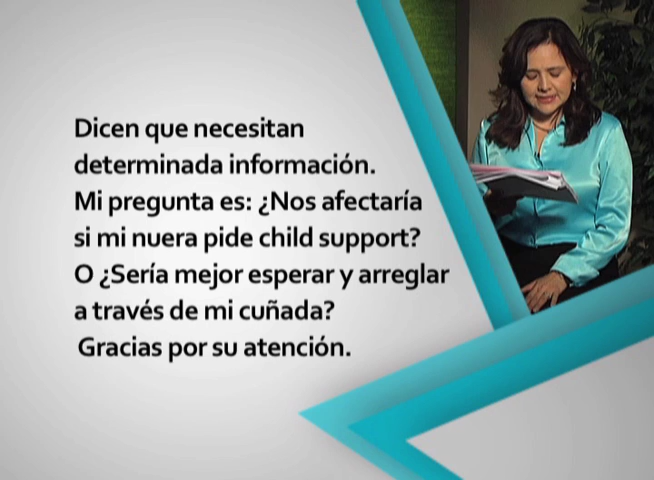 Dicen que necesitan
determinada información.
Mi pregunta es: ¿Nos afectaría
si mi nuera pide child support?
O ¿Sería mejor esperar y arreglar
a través de mi cuñada?
Gracias por su atención.